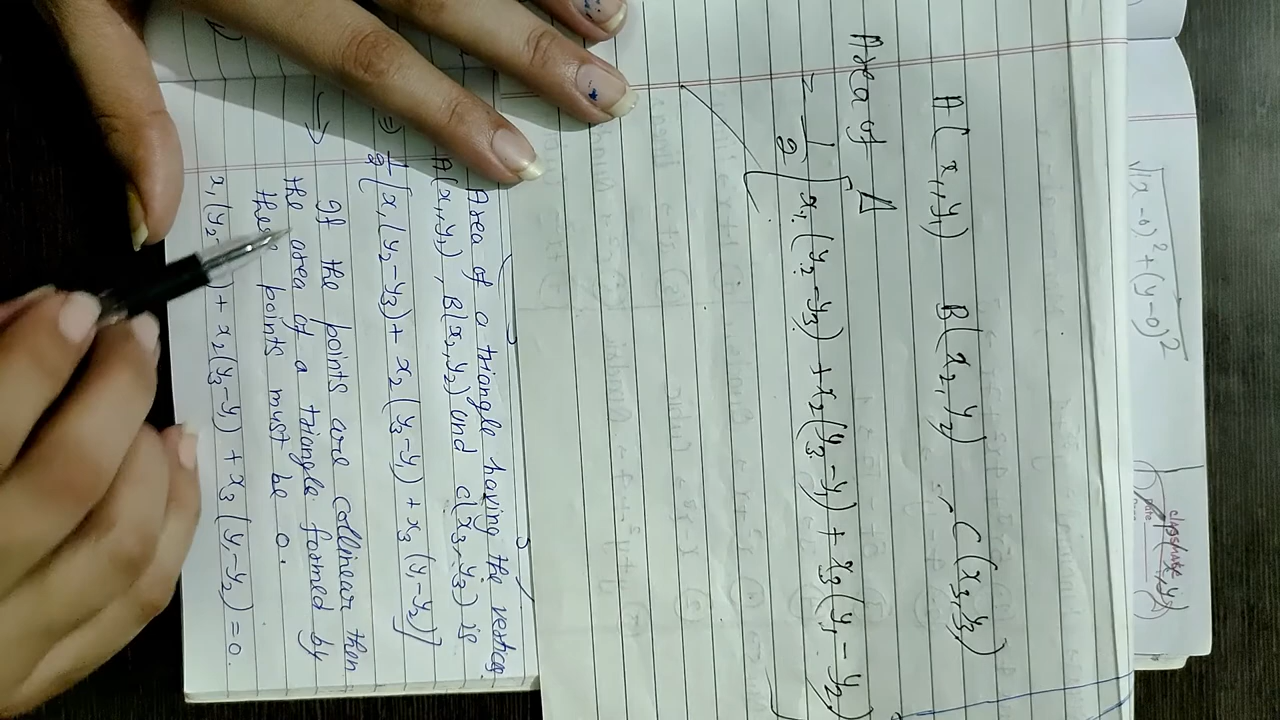 √(x-0)²+(y-0)²
classmate
Date
A(x₁,y₁) B(x₂,y₂) C(x₃,y₃)
Area of Δ
= 1/2 [x₁(y₂-y₃)+x₂(y₃-y₁)+x₃(y₁-y₂)]
Area of a triangle having the vertices
A(x₁,y₁), B(x₂,y₂) and c(x₃,y₃) is
⇒ 1/2[x₁(y₂-y₃)+x₂(y₃-y₁)+x₃(y₁-y₂)]
→ If the points are collinear then
the area of a triangle formed by
points must be 0.
x₁(y₂- )+x₂(y₃-y₁)+x₃(y₁-y₂)=0.